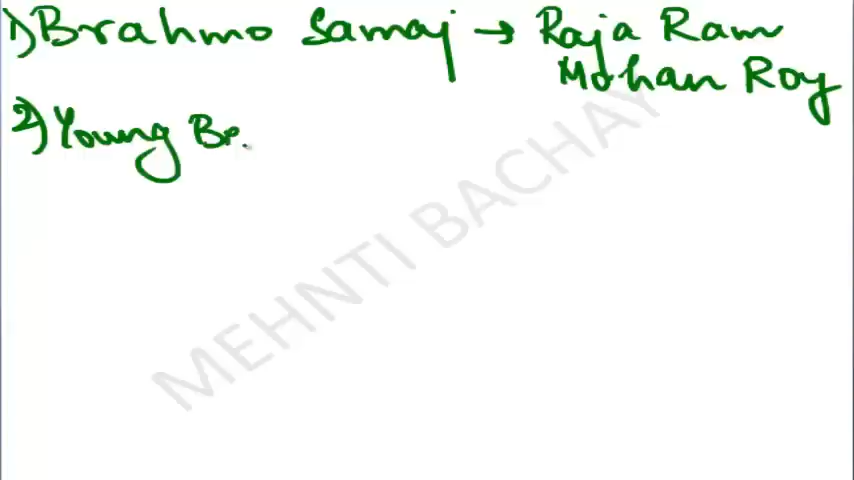 1) Brahmo Samaj → Raja Ram
Mohan Roy
2) Young Be
MEHNTI BACHAY